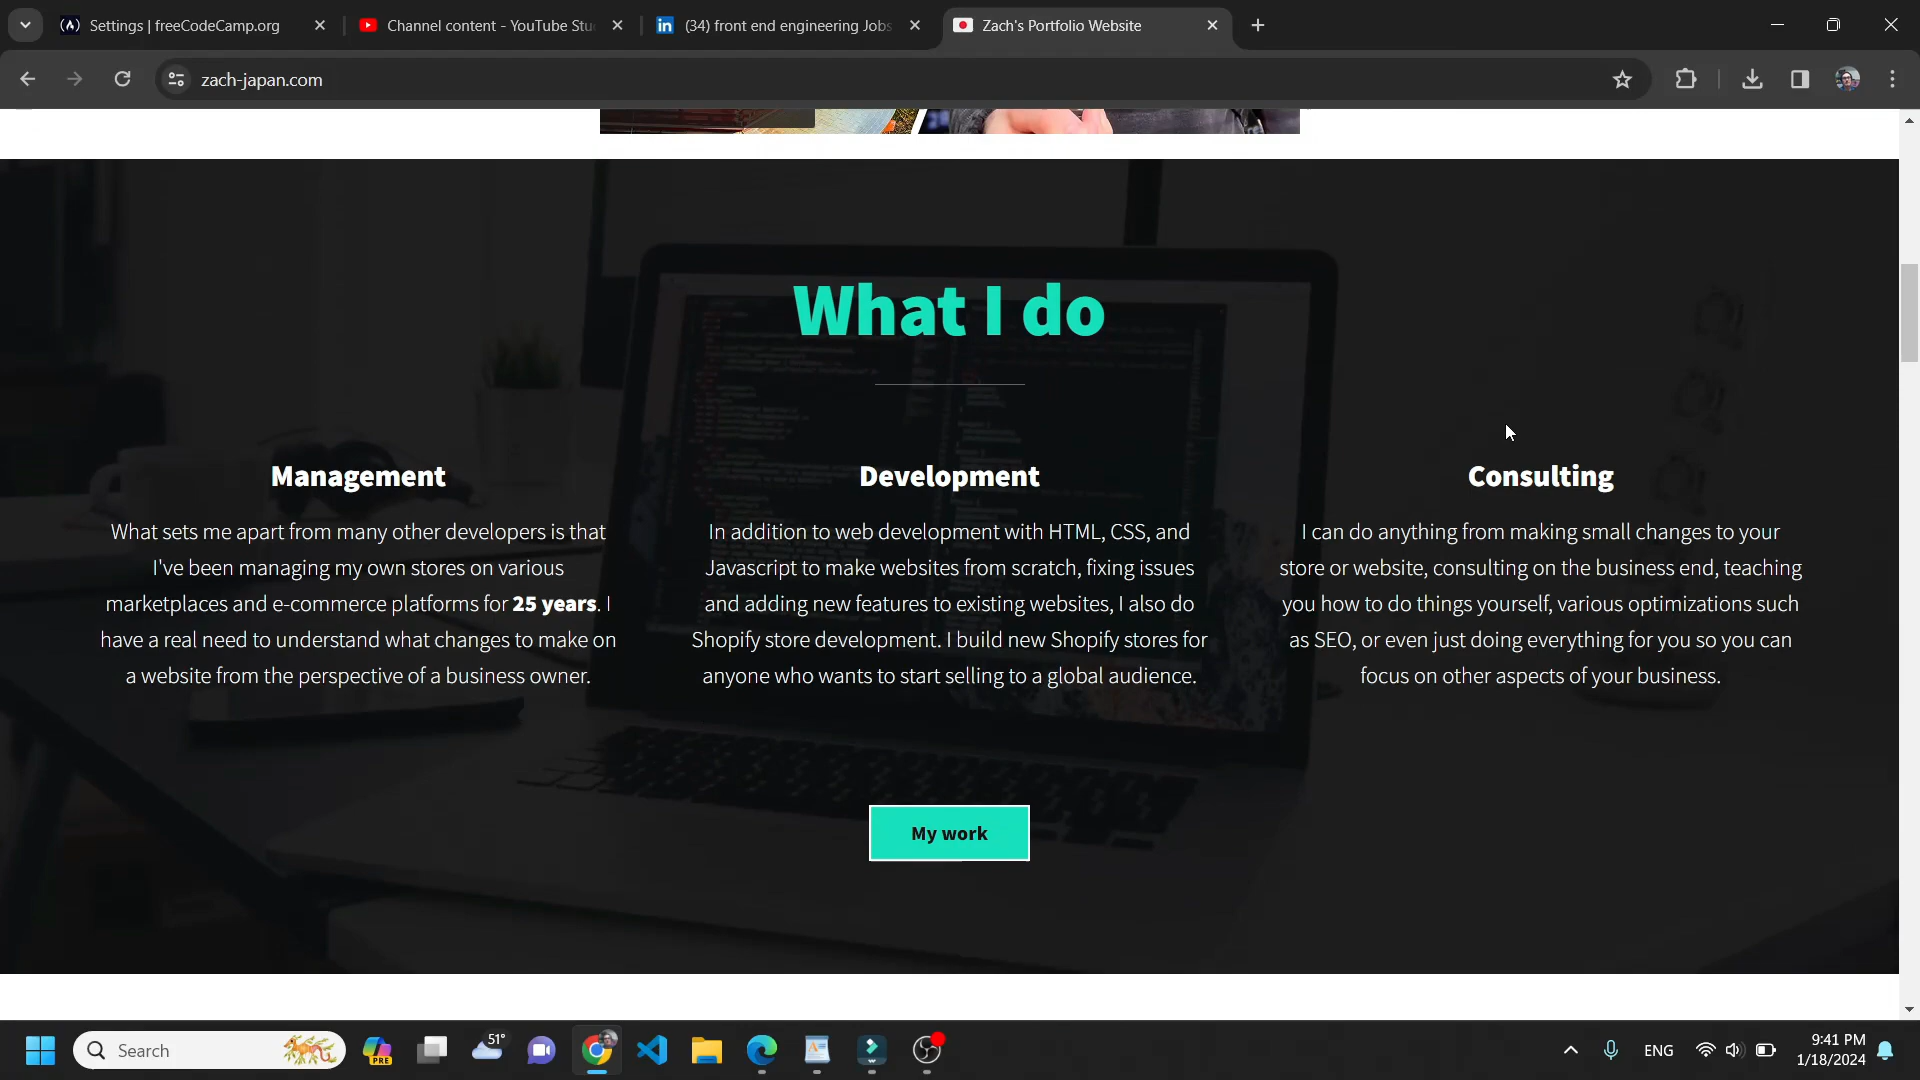 Settings | freeCodeCamp.org
Channel content - YouTube Stu
(34) front end engineering Jobs
Zach's Portfolio Website
zach-japan.com
What I do
Management
What sets me apart from many other developers is that
I've been managing my own stores on various
marketplaces and e-commerce platforms for 25 years. I
have a real need to understand what changes to make on
a website from the perspective of a business owner.
Development
In addition to web development with HTML, CSS, and
Javascript to make websites from scratch, fixing issues
and adding new features to existing websites, I also do
Shopify store development. I build new Shopify stores for
anyone who wants to start selling to a global audience.
Consulting
I can do anything from making small changes to your
store or website, consulting on the business end, teaching
you how to do things yourself, various optimizations such
as SEO, or even just doing everything for you so you can
focus on other aspects of your business.
My work
Search
PRE
51°
ENG
9:41 PM
1/18/2024